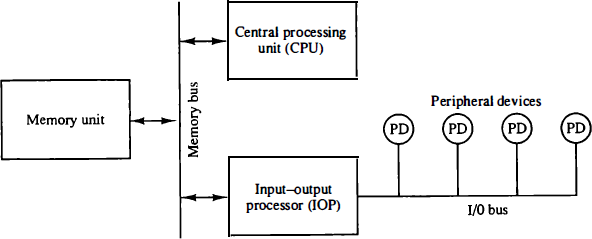 Central processing
unit (CPU)
Memory unit
Memory bus
Peripheral devices
PD
PD
PD
PD
Input–output
processor (IOP)
I/0 bus